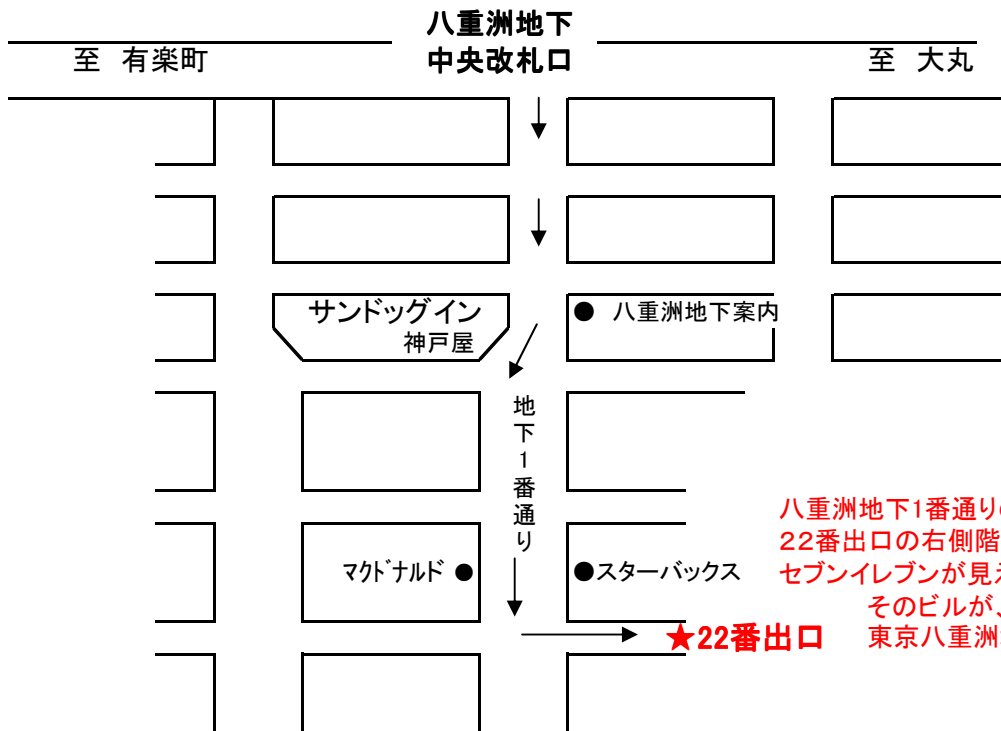 八重洲地下
中央改札口
至 有楽町
至 大丸
サンドッグイン
神戸屋
● 八重洲地下案内
地下1番通り
八重洲地下1番通り
22番出口の右側階
セブンイレブンが見え
そのビルが、
東京八重洲
マクドナルド ●
●スターバックス
★22番出口